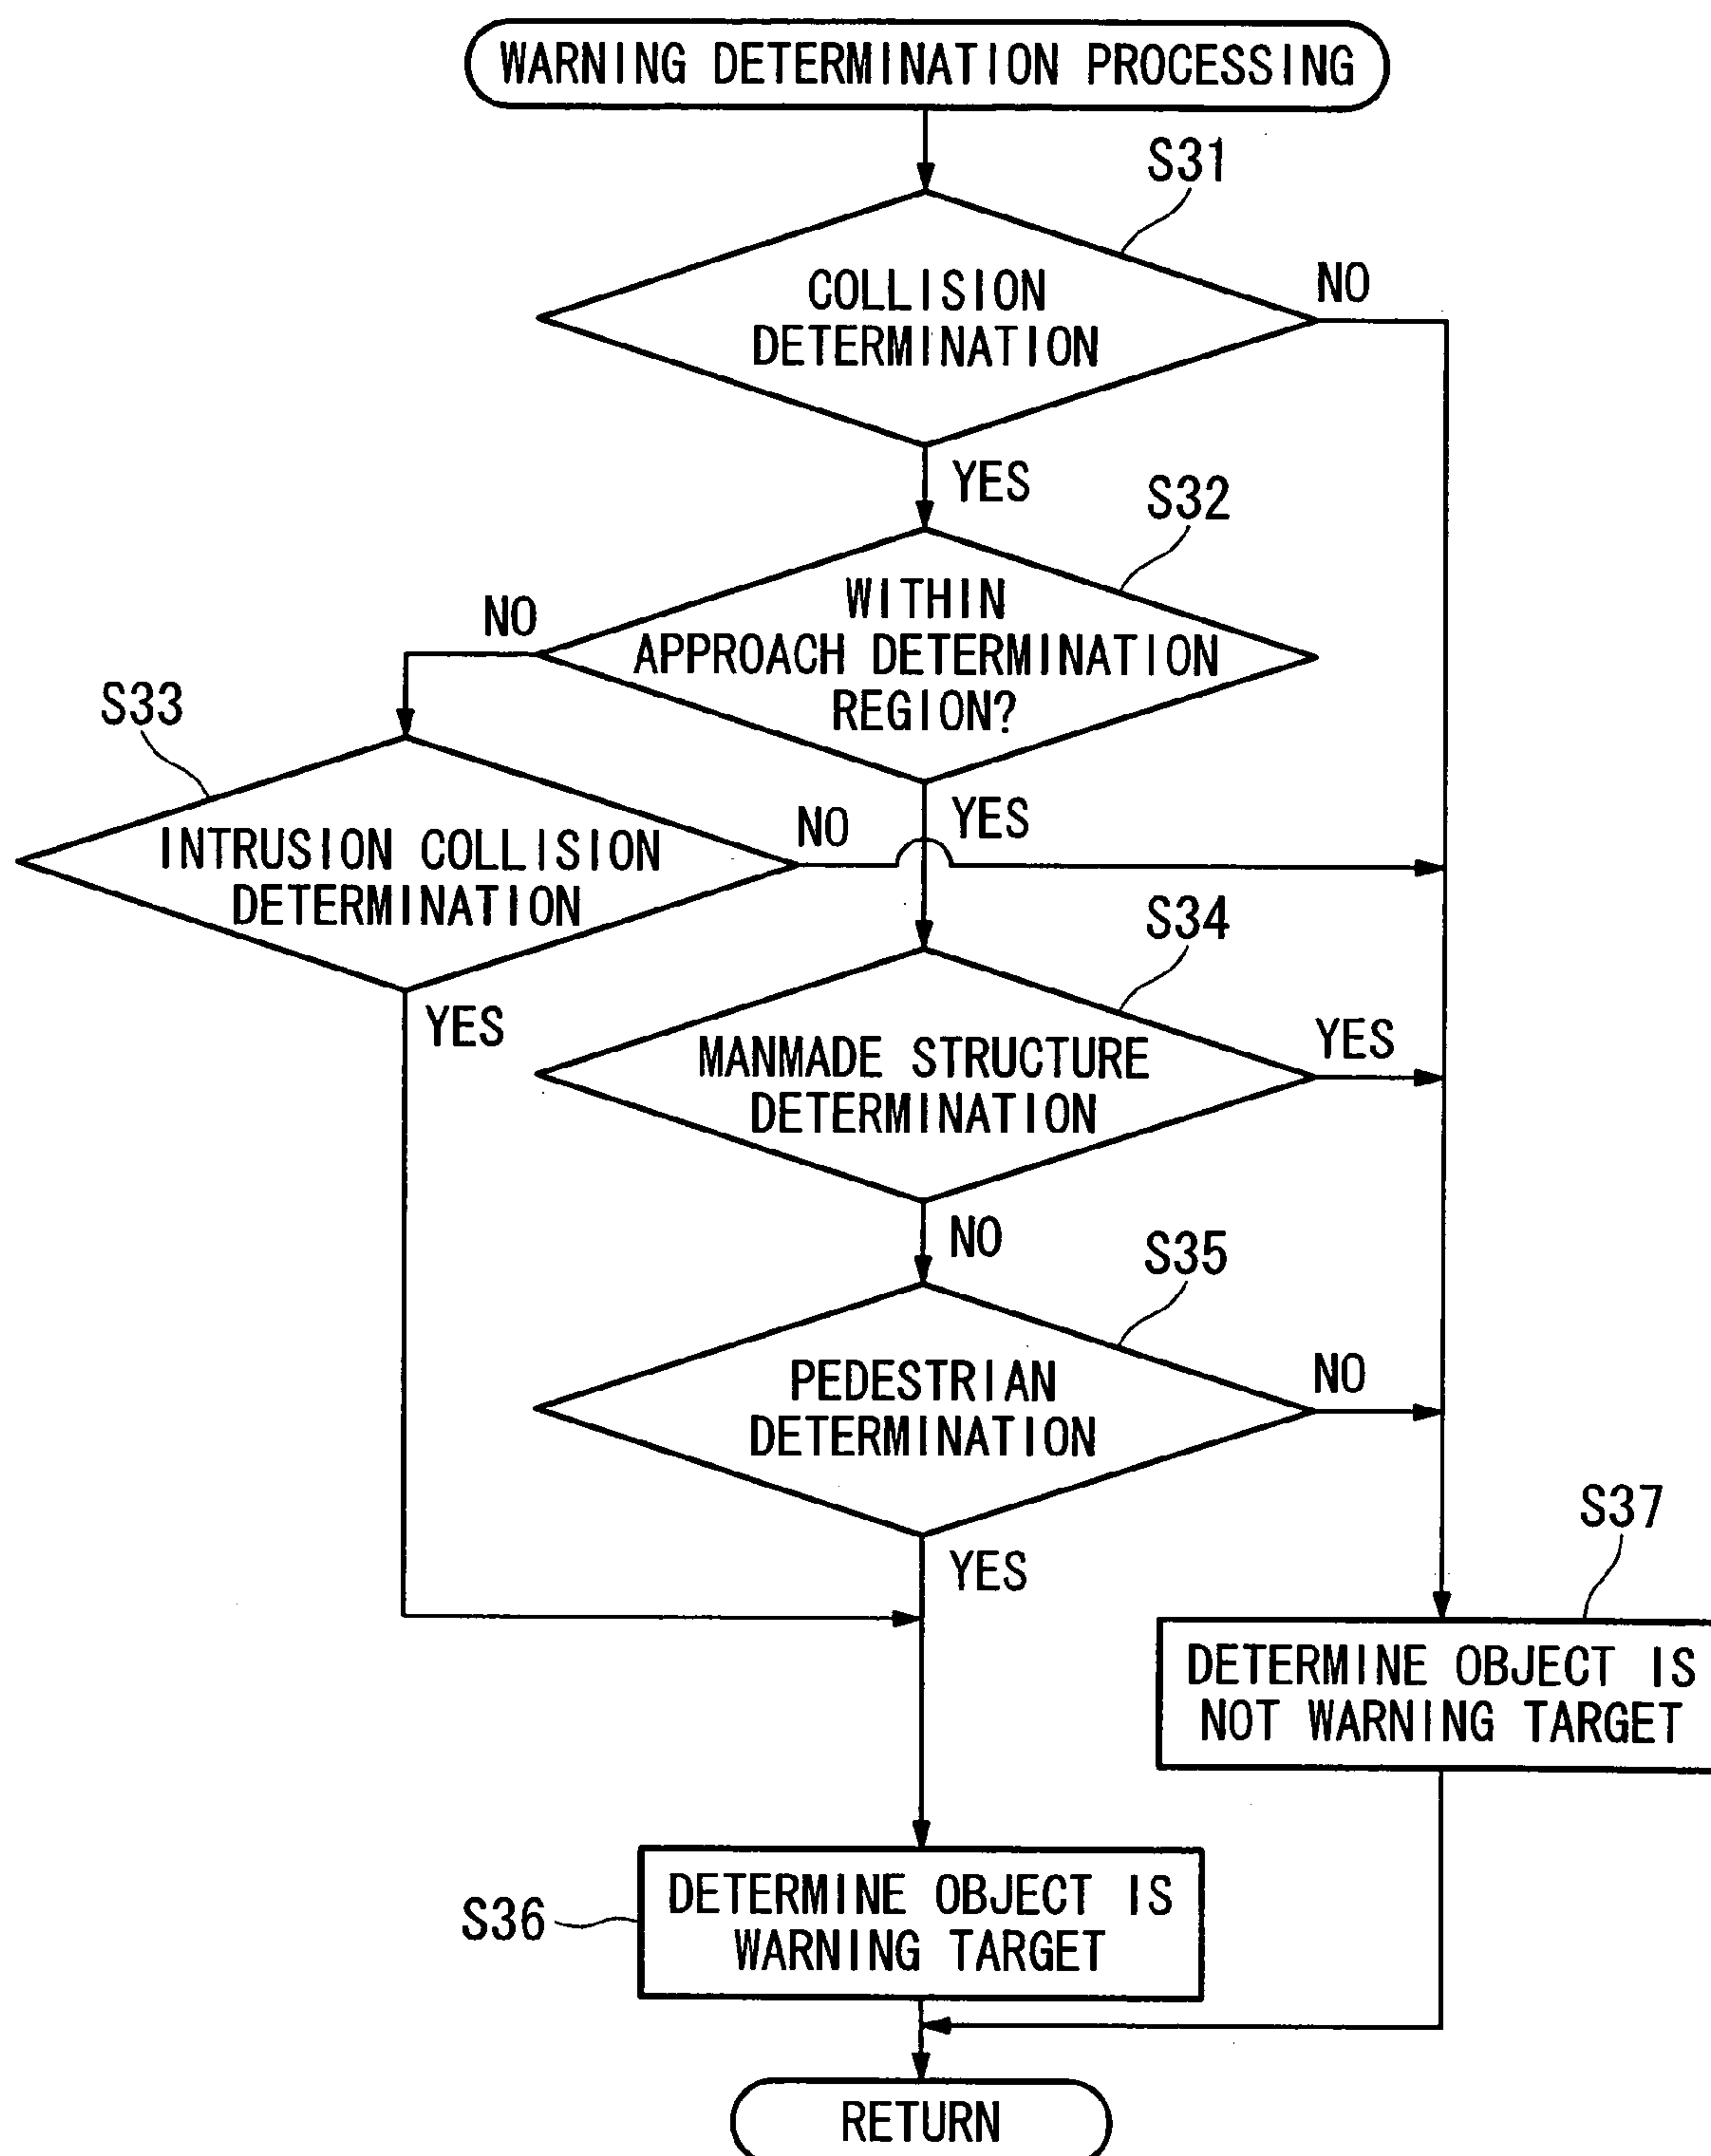 WARNING DETERMINATION PROCESSING
S31
COLLISION
DETERMINATION
NO
YES
S32
WITHIN
APPROACH DETERMINATION
REGION?
NO
YES
S33
INTRUSION COLLISION
DETERMINATION
NO
YES
S34
MANMADE STRUCTURE
DETERMINATION
YES
NO
S35
PEDESTRIAN
DETERMINATION
NO
YES
S37
DETERMINE OBJECT IS
NOT WARNING TARGET
S36
DETERMINE OBJECT IS
WARNING TARGET
RETURN